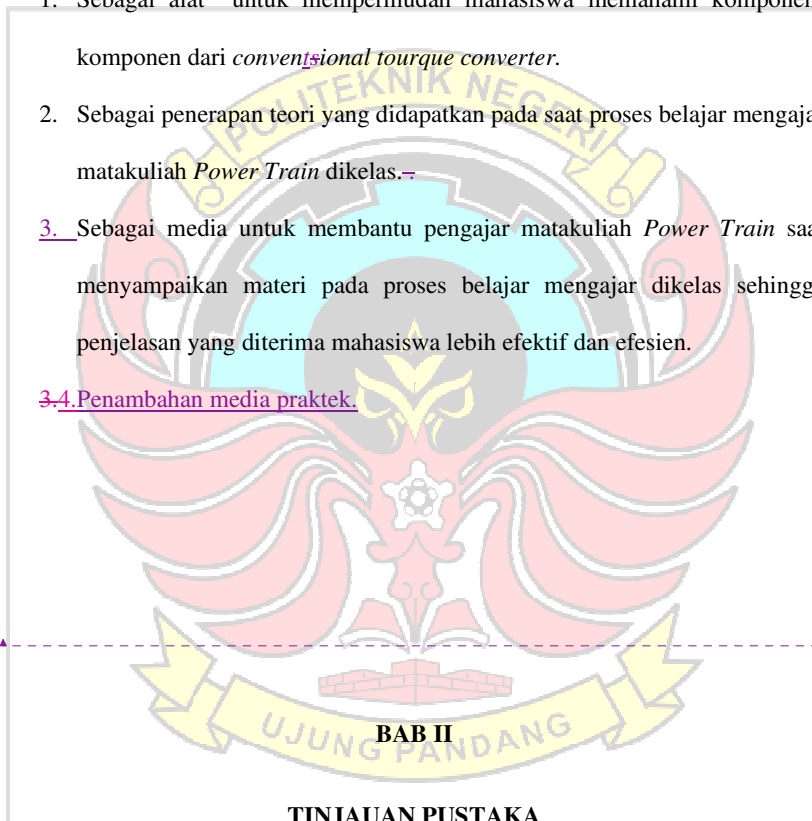 1. Sebagai alat untuk mempermudah mahasiswa memahami komponen
komponen dari conventsional tourque converter.
2. Sebagai penerapan teori yang didapatkan pada saat proses belajar mengaja
matakuliah Power Train dikelas. .
3. Sebagai media untuk membantu pengajar matakuliah Power Train saa
menyampaikan materi pada proses belajar mengajar dikelas sehingg
penjelasan yang diterima mahasiswa lebih efektif dan efesien.
3.4.Penambahan media praktek.
POLITEKNIK NEGERI
UJUNG PANDANG
BAB II
TINJAUAN PUSTAKA